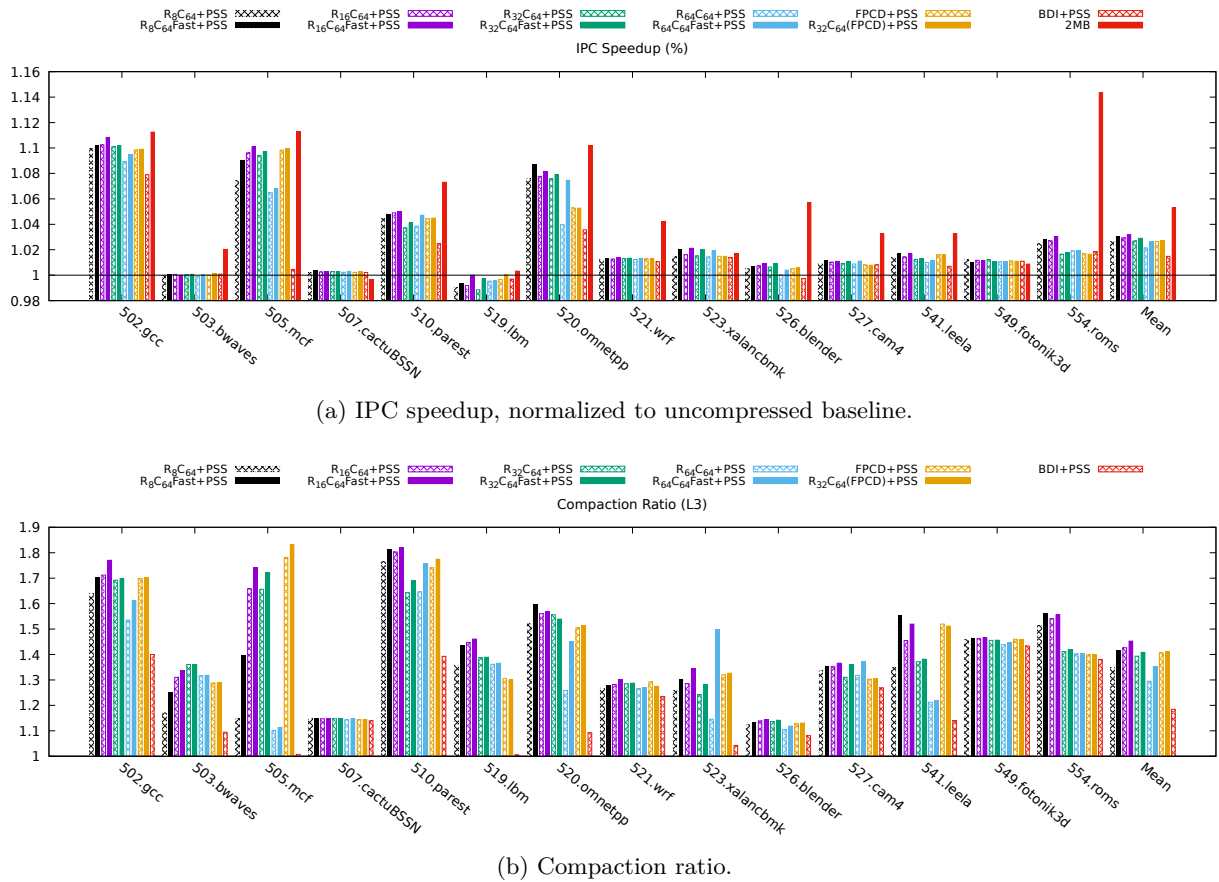 R8C64+PSS R16C64+PSS R32C64+PSS R64C64+PSS FPCD+PSS BDI+PSS
R8C64Fast+PSS R16C64Fast+PSS R32C64Fast+PSS R64C64Fast+PSS R32C64(FPCD)+PSS 2MB
IPC Speedup (%)
1.16
1.14
1.12
1.1
1.08
1.06
1.04
1.02
1
0.98
502.gcc 503.bwaves 505.mcf 507.cactuBSSN 510.parest 519.lbm 520.omnetpp 521.wrf 523.xalancbmk 526.blender 527.cam4 541.leela 549.fotonik3d 554.roms Mean
(a) IPC speedup, normalized to uncompressed baseline.
R8C64+PSS R16C64+PSS R32C64+PSS R64C64+PSS FPCD+PSS BDI+PSS
R8C64Fast+PSS R16C64Fast+PSS R32C64Fast+PSS R64C64Fast+PSS R32C64(FPCD)+PSS
Compaction Ratio (L3)
1.9
1.8
1.7
1.6
1.5
1.4
1.3
1.2
1.1
1
502.gcc 503.bwaves 505.mcf 507.cactuBSSN 510.parest 519.lbm 520.omnetpp 521.wrf 523.xalancbmk 526.blender 527.cam4 541.leela 549.fotonik3d 554.roms Mean
(b) Compaction ratio.